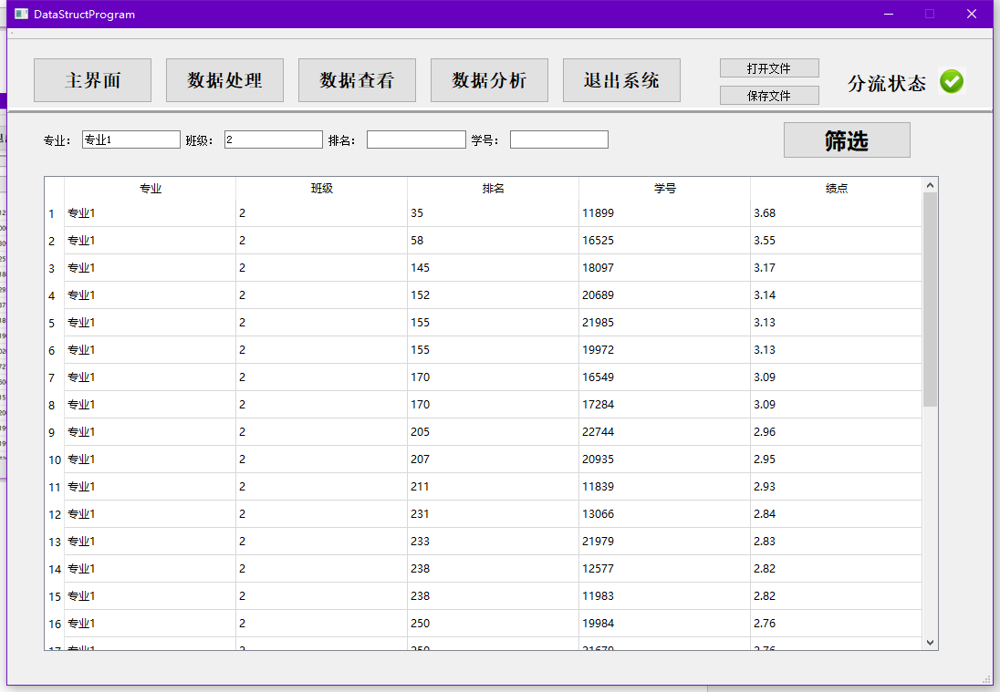 DataStructProgram
主界面 数据处理 数据查看 数据分析 退出系统 打开文件 保存文件 分流状态
专业： 专业1 班级： 2 排名： 学号： 筛选
专业 班级 排名 学号 绩点
1 专业1 2 35 11899 3.68
2 专业1 2 58 16525 3.55
3 专业1 2 145 18097 3.17
4 专业1 2 152 20689 3.14
5 专业1 2 155 21985 3.13
6 专业1 2 155 19972 3.13
7 专业1 2 170 16549 3.09
8 专业1 2 170 17284 3.09
9 专业1 2 205 22744 2.96
10 专业1 2 207 20935 2.95
11 专业1 2 211 11839 2.93
12 专业1 2 231 13066 2.84
13 专业1 2 233 21979 2.83
14 专业1 2 238 12577 2.82
15 专业1 2 238 11983 2.82
16 专业1 2 250 19984 2.76
17 专业1 2 250 21679 2.76